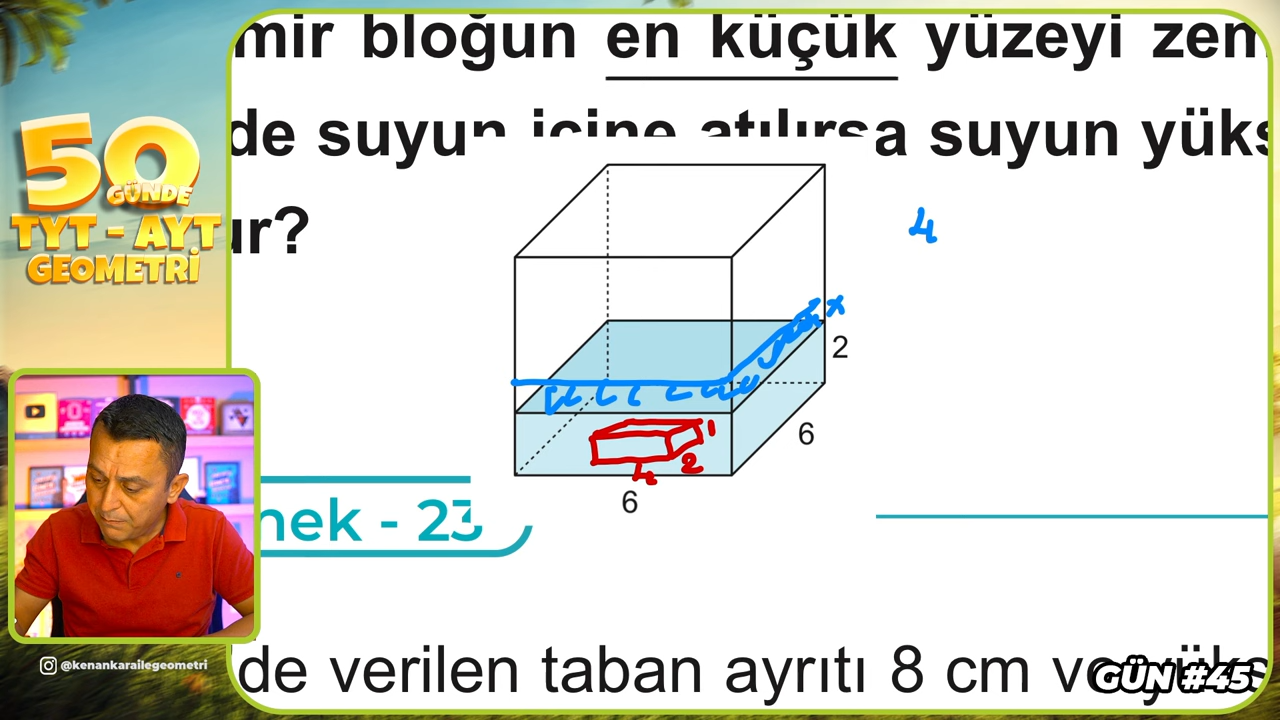 mir bloğun en küçük yüzeyi zem
de suyun içine atılırsa suyun yüks
ur?
4
x
2
1
2
4
6
6
nek - 23
de verilen taban ayrıtı 8 cm ve yüks
50
GÜNDE
TYT - AYT
GEOMETRİ
@kenankarailegeometri
GÜN #45